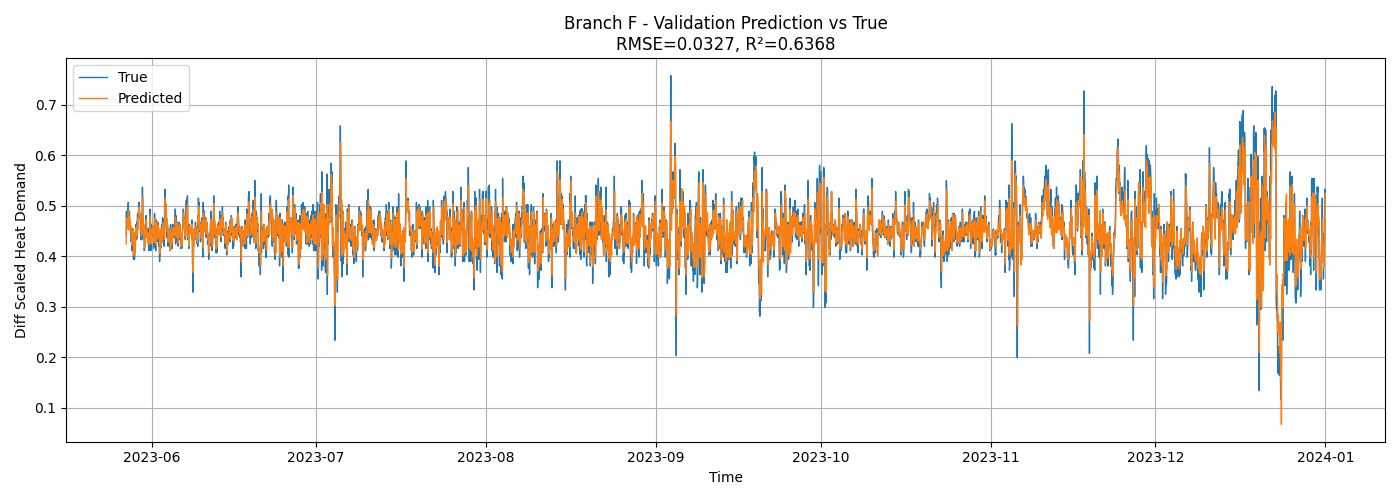 Branch F - Validation Prediction vs True
RMSE=0.0327, R²=0.6368
True
Predicted
Diff Scaled Heat Demand
0.7
0.6
0.5
0.4
0.3
0.2
0.1
2023-06 2023-07 2023-08 2023-09 2023-10 2023-11 2023-12 2024-01
Time